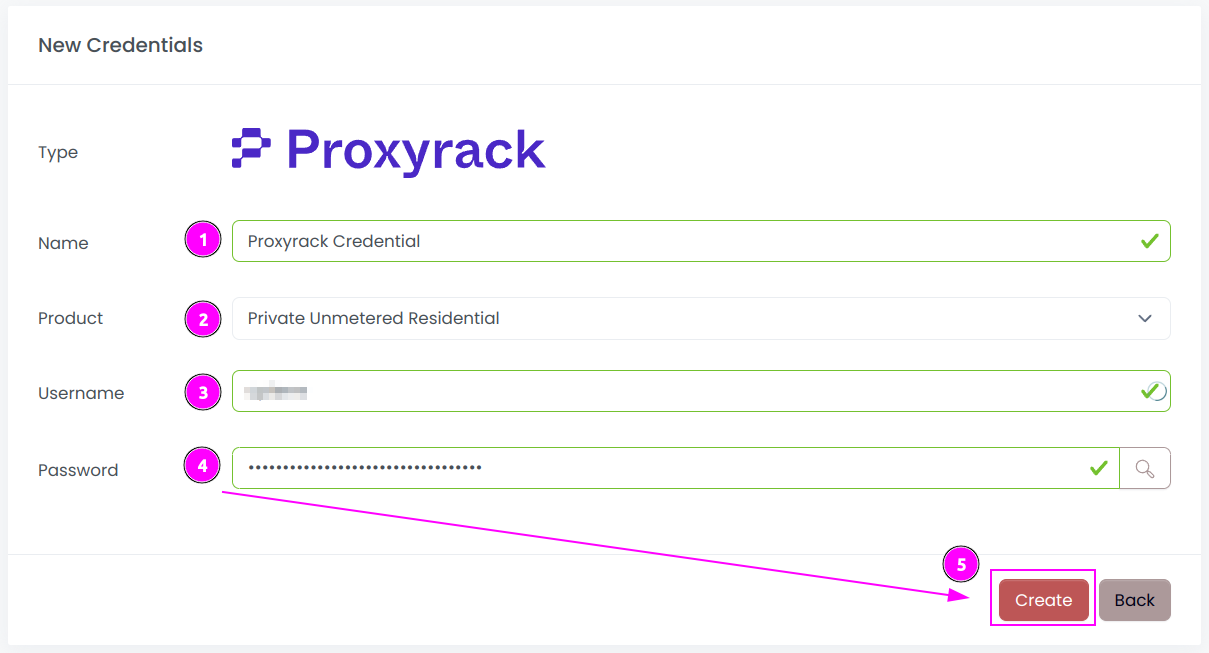 New Credentials
Type
Proxyrack
Name
1
Proxyrack Credential
Product
2
Private Unmetered Residential
Username
3
Password
4
••••••••••••••••••••••••••••••••••
5
Create
Back